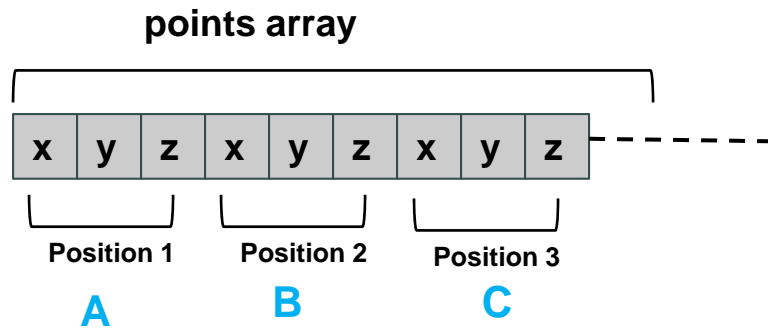 points array
x y z x y z x y z
Position 1 Position 2 Position 3
A B C